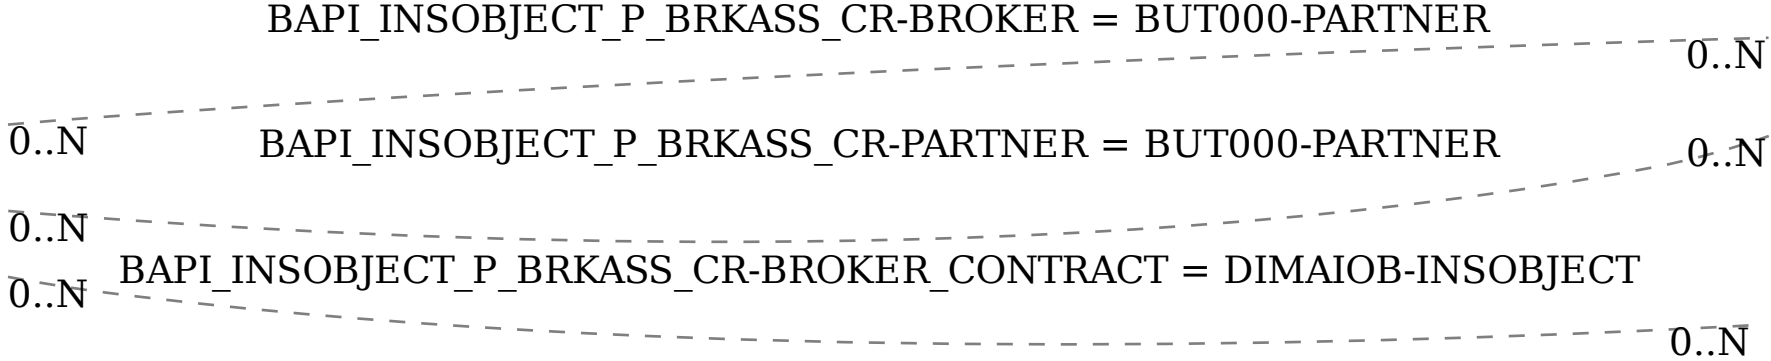 BAPI_INSOBJECT_P_BRKASS_CR-BROKER = BUT000-PARTNER
0..N
0..N
BAPI_INSOBJECT_P_BRKASS_CR-PARTNER = BUT000-PARTNER
0..N
0..N
BAPI_INSOBJECT_P_BRKASS_CR-BROKER_CONTRACT = DIMAIOB-INSOBJECT
0..N
0..N